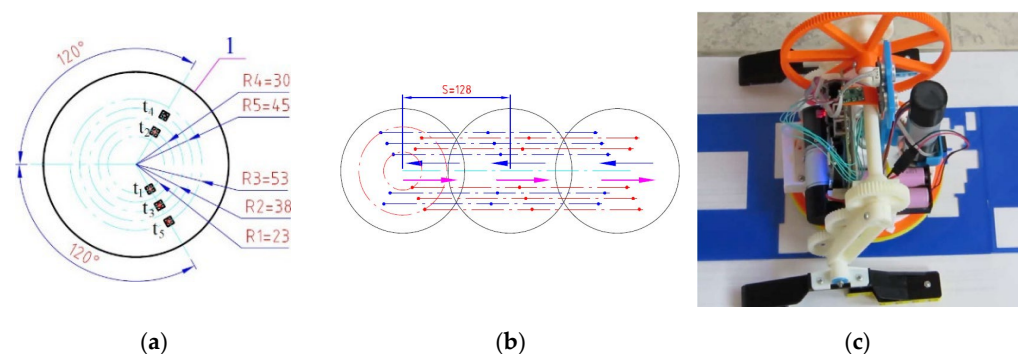 120°
1
R4=30
R5=45
t4
t2
t1
t3
t5
R3=53
R2=38
R1=23
120°
S=128
(a)
(b)
(c)